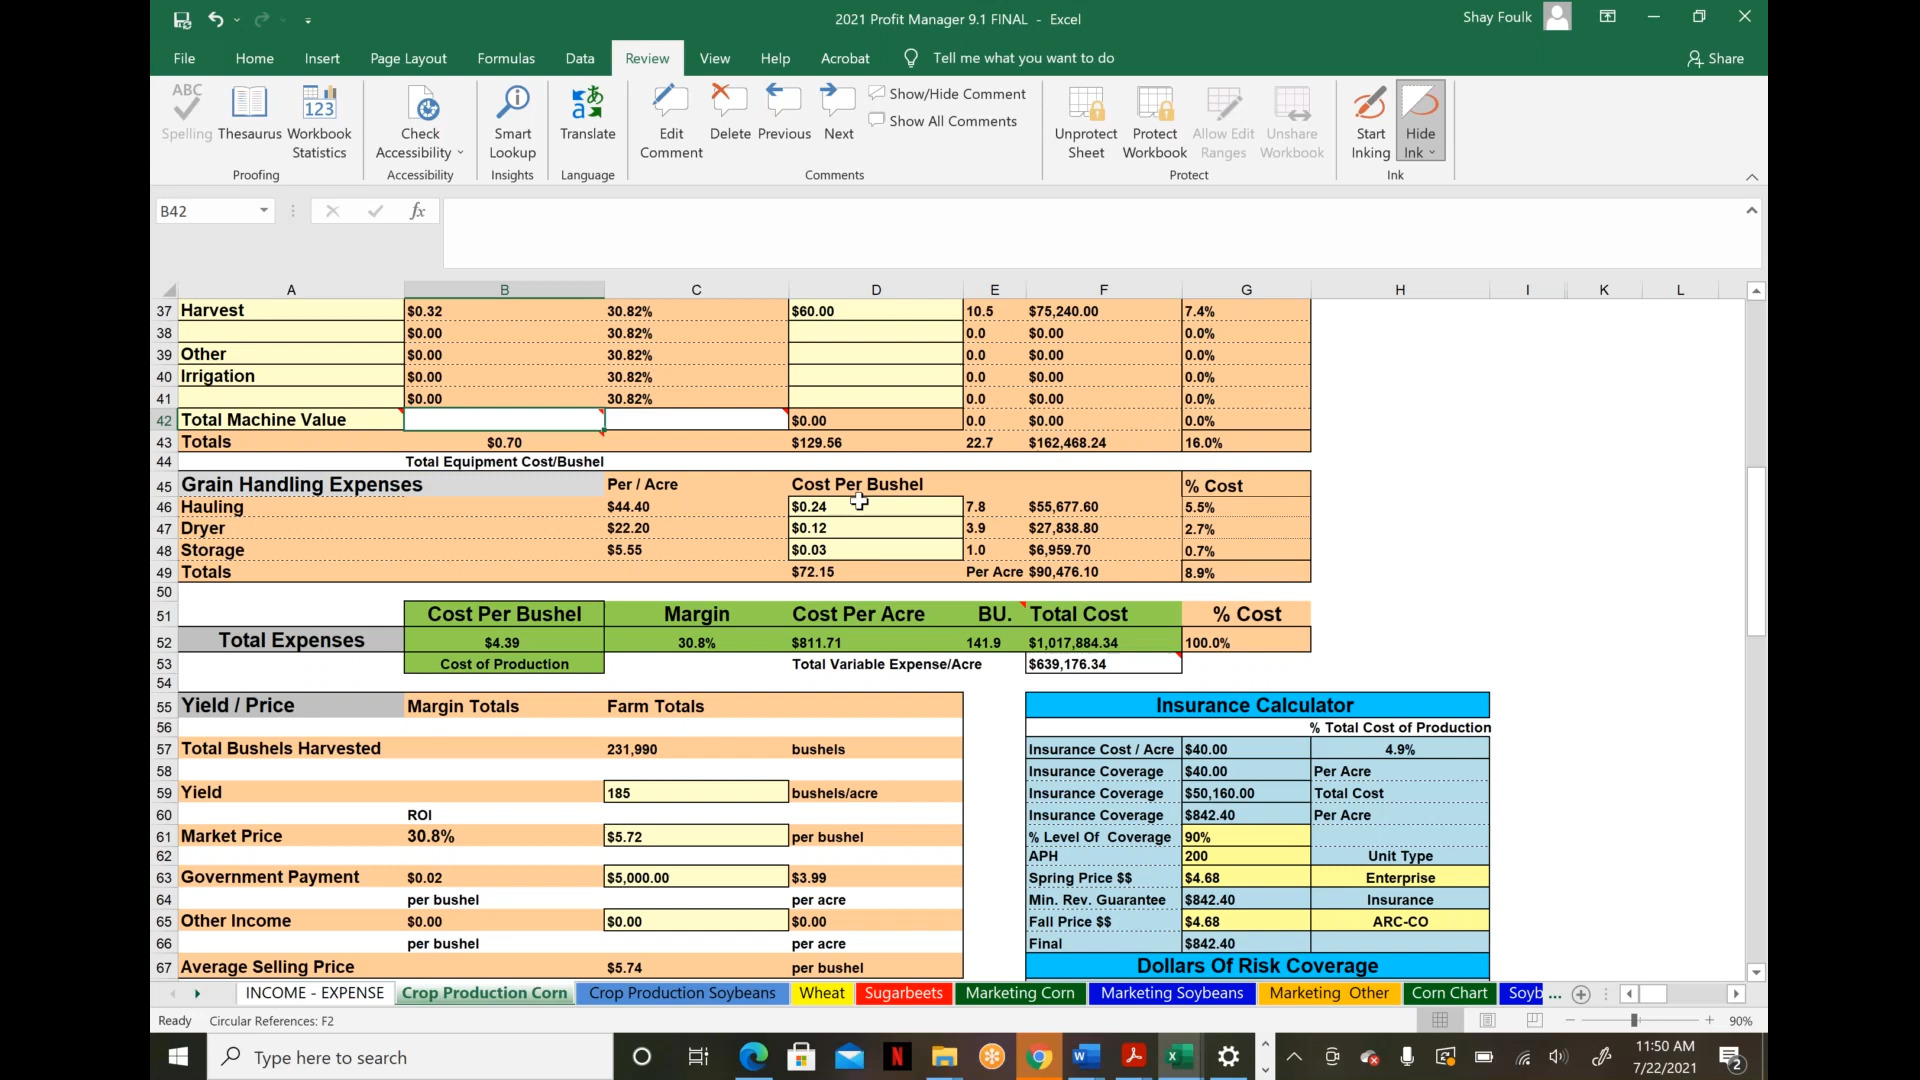 2021 Profit Manager 9.1 FINAL - Excel
Shay Foulk
File Home Insert Page Layout Formulas Data Review View Help Acrobat Tell me what you want to do Share
ABC
123
Spelling Thesaurus Workbook Statistics
Check Accessibility
Smart Lookup
Translate
Edit Comment
Delete Previous Next
Show/Hide Comment
Show All Comments
Unprotect Sheet
Protect Workbook
Allow Edit Ranges
Unshare Workbook
Start Inking
Hide Ink
Proofing Accessibility Insights Language Comments Protect Ink
B42 fx
A B C D E F G H I K L
37 Harvest $0.32 30.82% $60.00 10.5 $75,240.00 7.4%
38 $0.00 30.82% 0.0 $0.00 0.0%
39 Other $0.00 30.82% 0.0 $0.00 0.0%
40 Irrigation $0.00 30.82% 0.0 $0.00 0.0%
41 $0.00 30.82% 0.0 $0.00 0.0%
42 Total Machine Value $0.00 0.0 $0.00 0.0%
43 Totals $0.70 $129.56 22.7 $162,468.24 16.0%
44 Total Equipment Cost/Bushel
45 Grain Handling Expenses Per / Acre Cost Per Bushel % Cost
46 Hauling $44.40 $0.24 7.8 $55,677.60 5.5%
47 Dryer $22.20 $0.12 3.9 $27,838.80 2.7%
48 Storage $5.55 $0.03 1.0 $6,959.70 0.7%
49 Totals $72.15 Per Acre $90,476.10 8.9%
50
51 Cost Per Bushel Margin Cost Per Acre BU. Total Cost % Cost
52 Total Expenses $4.39 30.8% $811.71 141.9 $1,017,884.34 100.0%
53 Cost of Production Total Variable Expense/Acre $639,176.34
54
55 Yield / Price Margin Totals Farm Totals Insurance Calculator
56 % Total Cost of Production
57 Total Bushels Harvested 231,990 bushels Insurance Cost / Acre $40.00 4.9%
58 Insurance Coverage $40.00 Per Acre
59 Yield 185 bushels/acre Insurance Coverage $50,160.00 Total Cost
60 ROI Insurance Coverage $842.40 Per Acre
61 Market Price 30.8% $5.72 per bushel % Level Of Coverage 90%
62 APH 200 Unit Type
63 Government Payment $0.02 $5,000.00 $3.99 Spring Price $$ $4.68 Enterprise
64 per bushel per acre Min. Rev. Guarantee $842.40 Insurance
65 Other Income $0.00 $0.00 $0.00 Fall Price $$ $4.68 ARC-CO
66 per bushel per acre Final $842.40
67 Average Selling Price $5.74 per bushel Dollars Of Risk Coverage
INCOME - EXPENSE Crop Production Corn Crop Production Soybeans Wheat Sugarbeets Marketing Corn Marketing Soybeans Marketing Other Corn Chart Soyb ...
Ready Circular References: F2 90%
Type here to search
11:50 AM
7/22/2021
2